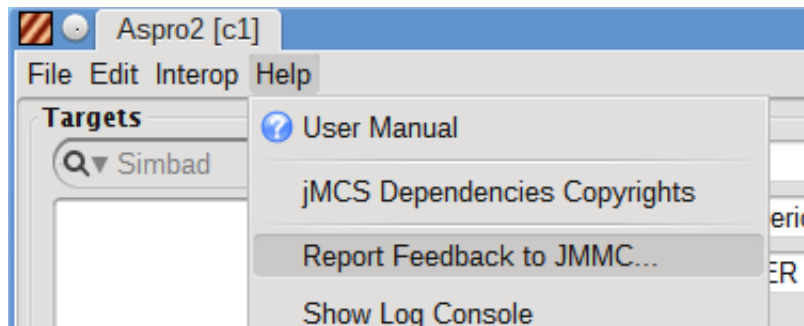 Aspro2 [c1]
File Edit Interop Help
Targets
Simbad
? User Manual
jMCS Dependencies Copyrights
Report Feedback to JMMC...
Show Log Console